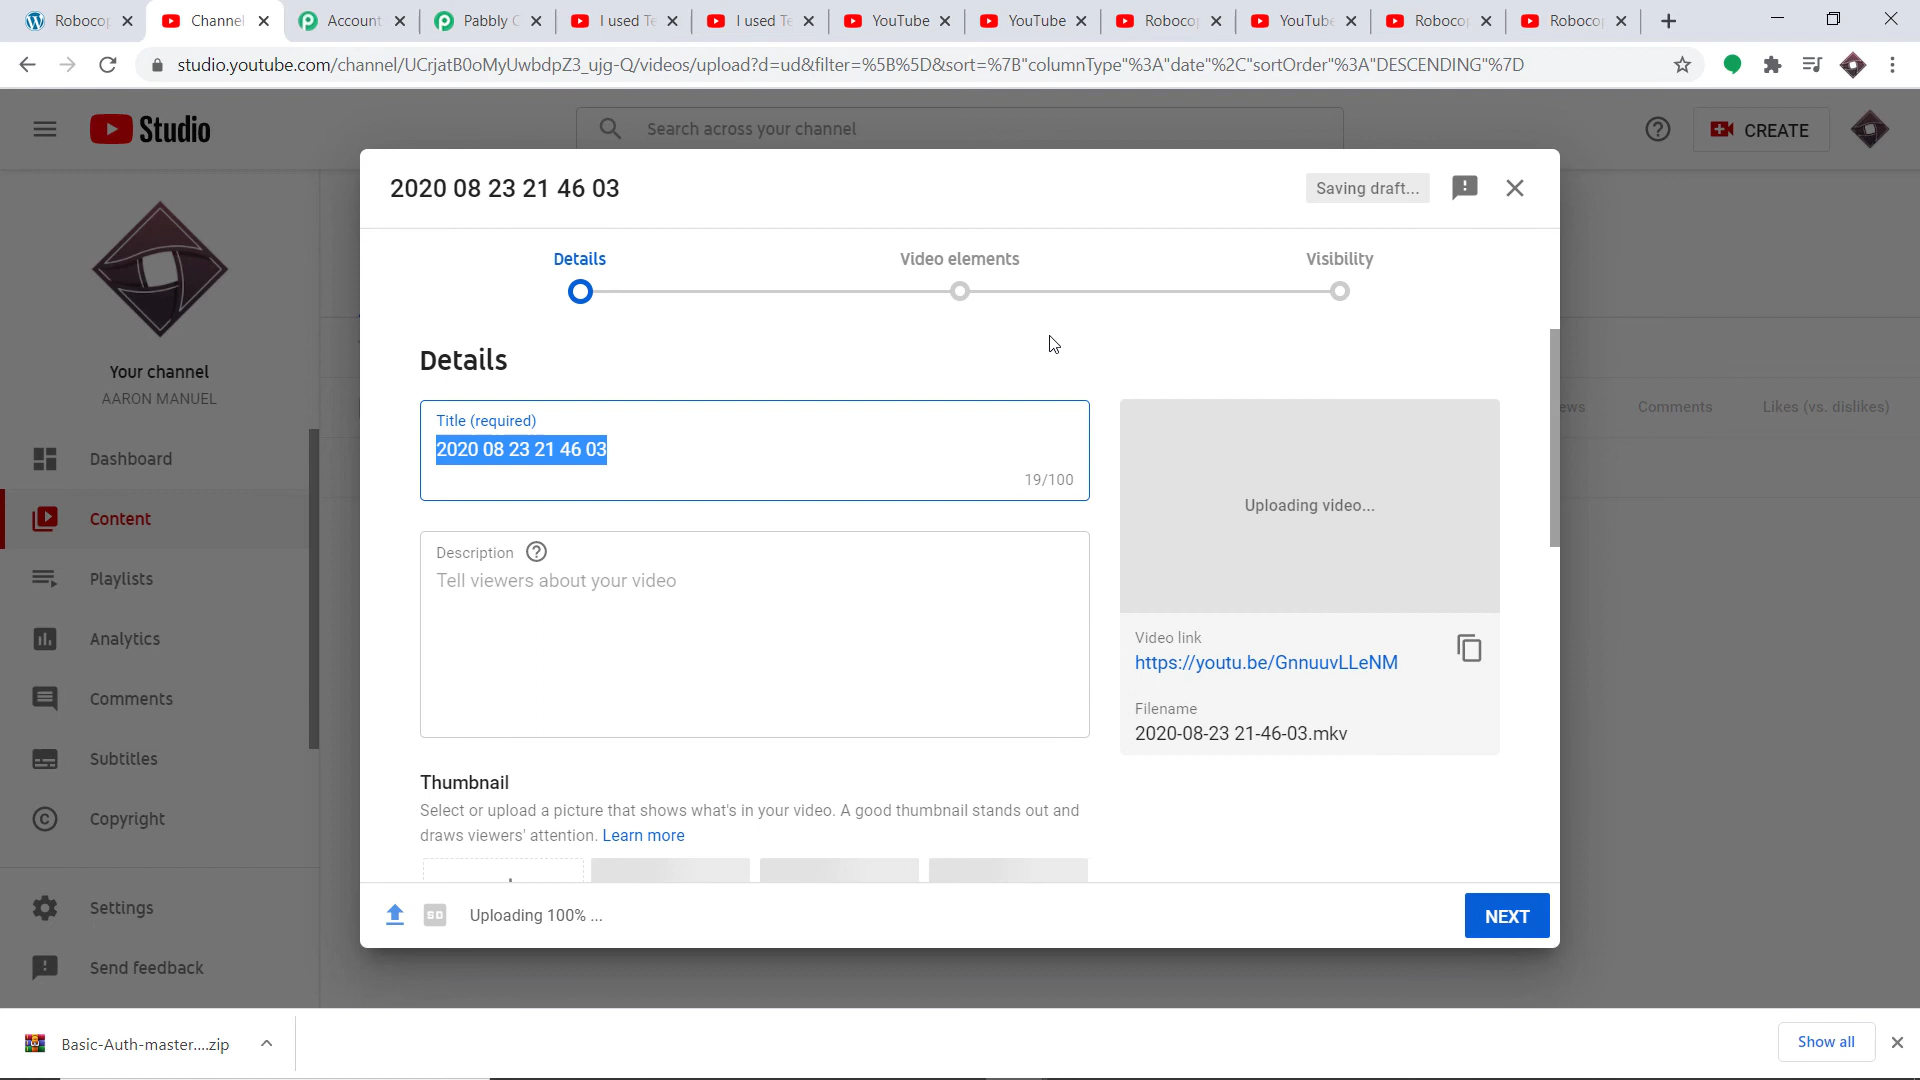 Roboco
Channel
Account
Pabbly C
I used Te
I used Te
YouTube
YouTube
Roboco
YouTube
Roboco
Roboco
studio.youtube.com/channel/UCrjatB0oMyUwbdpZ3_ujg-Q/videos/upload?d=ud&filter=%5B%5D&sort=%7B"columnType"%3A"date"%2C"sortOrder"%3A"DESCENDING"%7D
Studio
Search across your channel
CREATE
2020 08 23 21 46 03
Saving draft...
Details
Video elements
Visibility
Your channel
AARON MANUEL
Details
Title (required)
2020 08 23 21 46 03
19/100
ews
Comments
Likes (vs. dislikes)
Dashboard
Content
Playlists
Analytics
Comments
Subtitles
Copyright
Settings
Send feedback
Uploading video...
Description
Tell viewers about your video
Video link
https://youtu.be/GnnuuvLLeNM
Filename
2020-08-23 21-46-03.mkv
Thumbnail
Select or upload a picture that shows what's in your video. A good thumbnail stands out and
draws viewers' attention. Learn more
SD
Uploading 100% ...
NEXT
Basic-Auth-master....zip
Show all